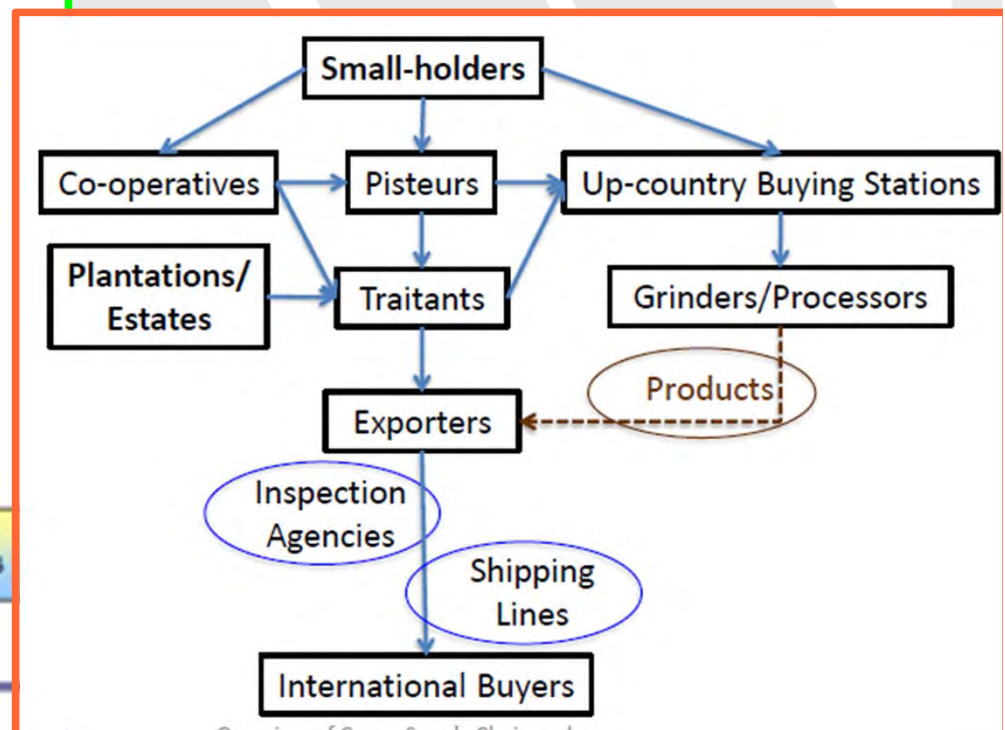 Small-holders
Co-operatives
Pisteurs
Up-country Buying Stations
Plantations/
Estates
Traitants
Grinders/Processors
Products
Exporters
Inspection
Agencies
Shipping
Lines
International Buyers